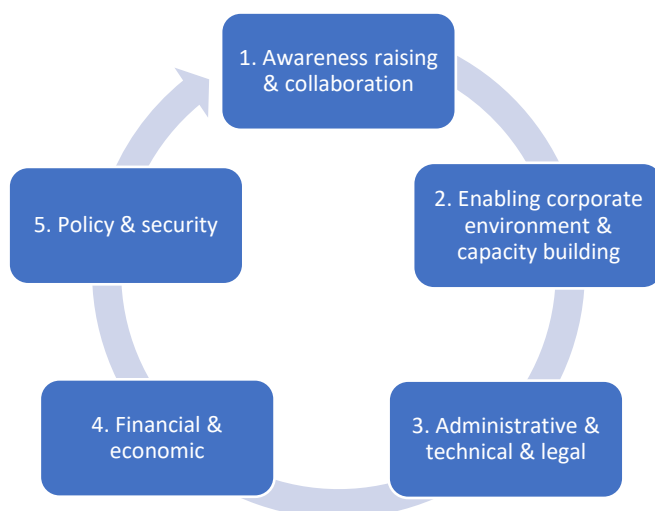 1. Awareness raising
& collaboration
2. Enabling corporate
environment &
capacity building
3. Administrative &
technical & legal
4. Financial &
economic
5. Policy & security